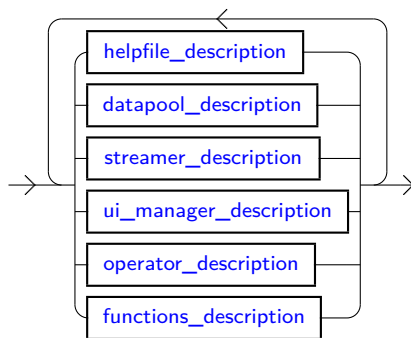 helpfile_description
datapool_description
streamer_description
ui_manager_description
operator_description
functions_description